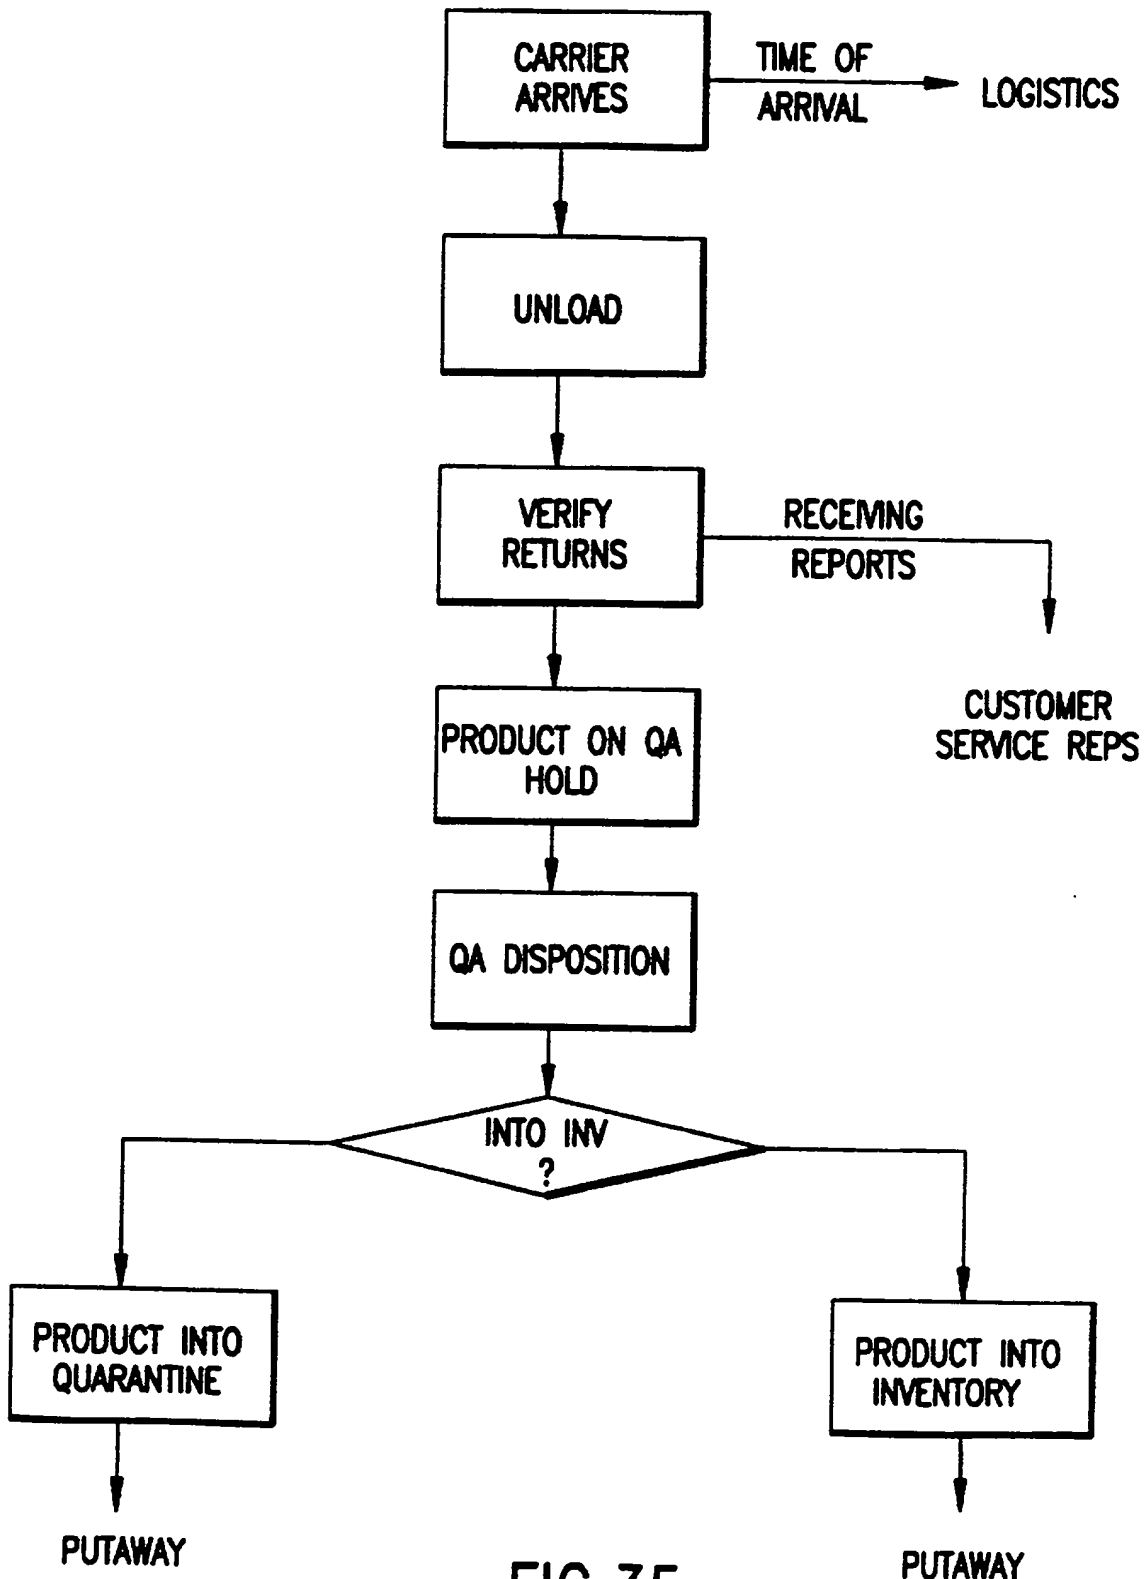 CARRIER
ARRIVES
TIME OF
ARRIVAL
LOGISTICS
UNLOAD
VERIFY
RETURNS
RECEIVING
REPORTS
CUSTOMER
SERVICE REPS
PRODUCT ON QA
HOLD
QA DISPOSITION
INTO INV
?
PRODUCT INTO
QUARANTINE
PRODUCT INTO
INVENTORY
PUTAWAY
PUTAWAY